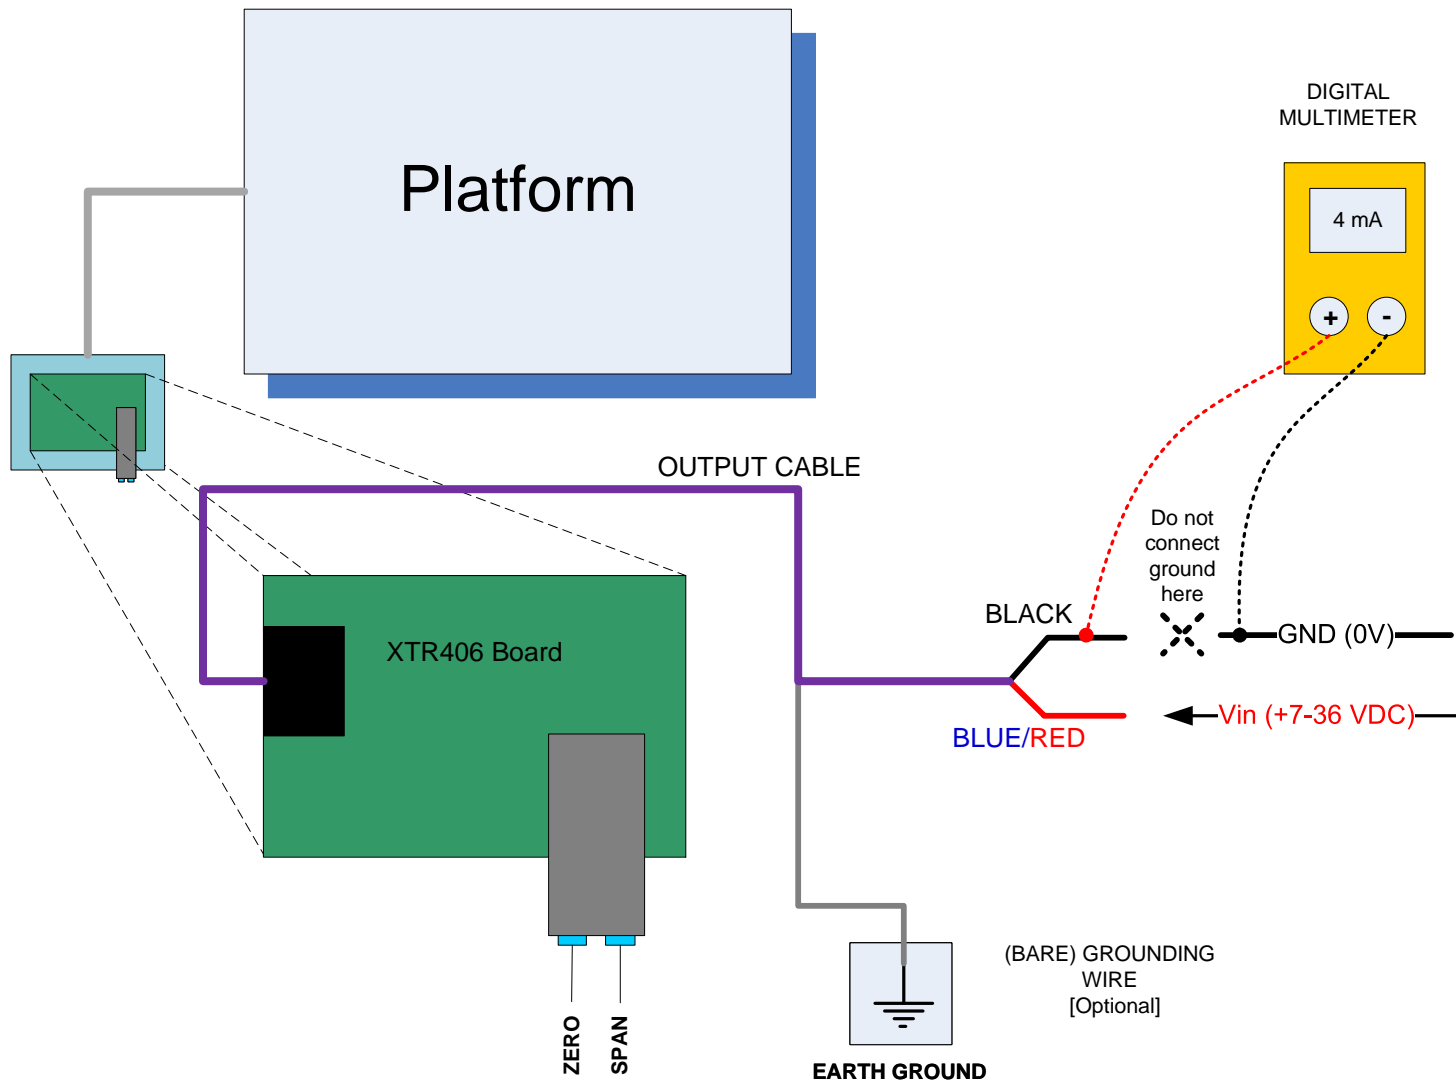 Platform
DIGITAL
MULTIMETER
4 mA
+ -
OUTPUT CABLE
Do not
connect
ground
here
BLACK
GND (0V)
XTR406 Board
Vin (+7-36 VDC)
BLUE/RED
(BARE) GROUNDING
WIRE
[Optional]
ZERO
SPAN
EARTH GROUND